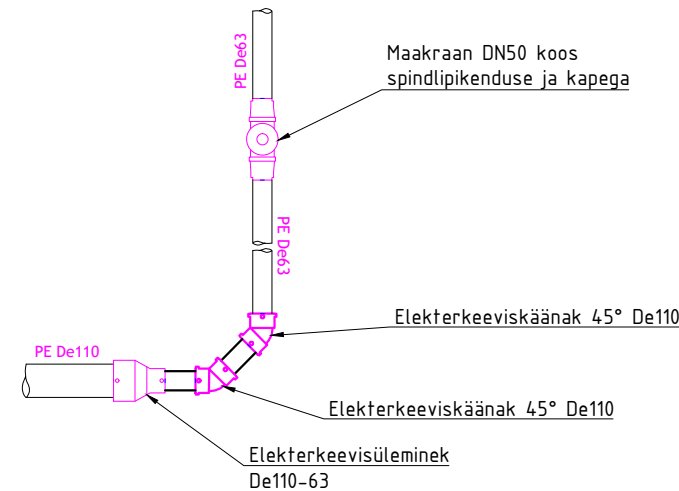 PE De63
Maakraan DN50 koos
spindlipikenduse ja kapega
PE De63
Elekterkeeviskäänak 45° De110
PE De110
Elekterkeeviskäänak 45° De110
Elekterkeevisüleminek
De110-63